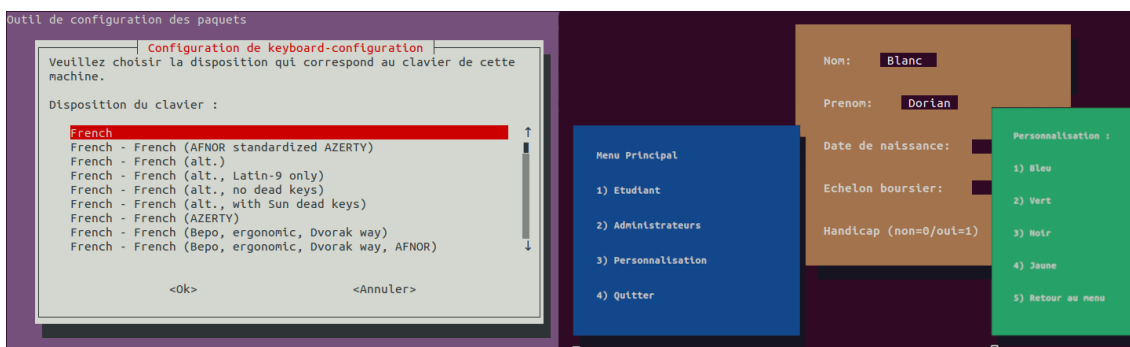 Outil de configuration des paquets
Configuration de keyboard-configuration
Veuillez choisir la disposition qui correspond au clavier de cette
machine.
Disposition du clavier :
French
French - French (AFNOR standardized AZERTY)
French - French (alt.)
French - French (alt., Latin-9 only)
French - French (alt., no dead keys)
French - French (alt., with Sun dead keys)
French - French (AZERTY)
French - French (Bepo, ergonomic, Dvorak way)
French - French (Bepo, ergonomic, Dvorak way, AFNOR)
<Ok> <Annuler>
Menu Principal
1) Etudiant
2) Administrateurs
3) Personnalisation
4) Quitter
Nom: Blanc
Prenom: Dorian
Date de naissance:
Echelon boursier:
Handicap (non=0/oui=1)
Personnalisation :
1) Bleu
2) Vert
3) Noir
4) Jaune
5) Retour au menu